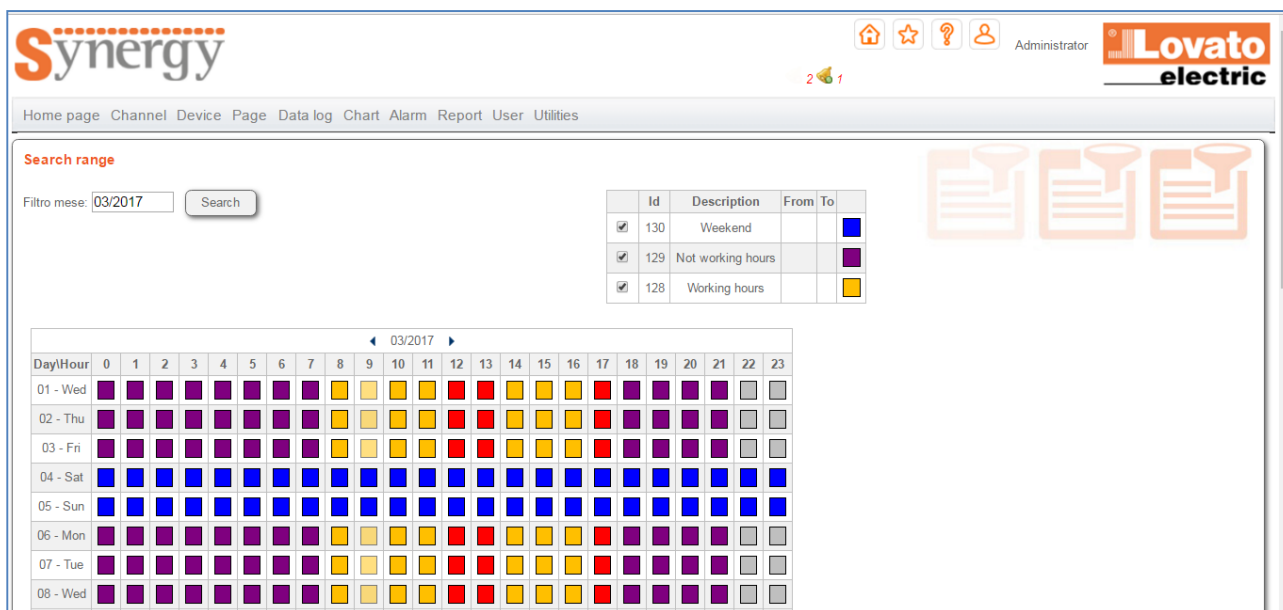 Synergy
Administrator
Lovato
electric
2 1
Home page Channel Device Page Data log Chart Alarm Report User Utilities
Search range
Filtro mese: 03/2017 Search
Id Description From To
130 Weekend
129 Not working hours
128 Working hours
03/2017
Day\Hour 0 1 2 3 4 5 6 7 8 9 10 11 12 13 14 15 16 17 18 19 20 21 22 23
01 - Wed
02 - Thu
03 - Fri
04 - Sat
05 - Sun
06 - Mon
07 - Tue
08 - Wed